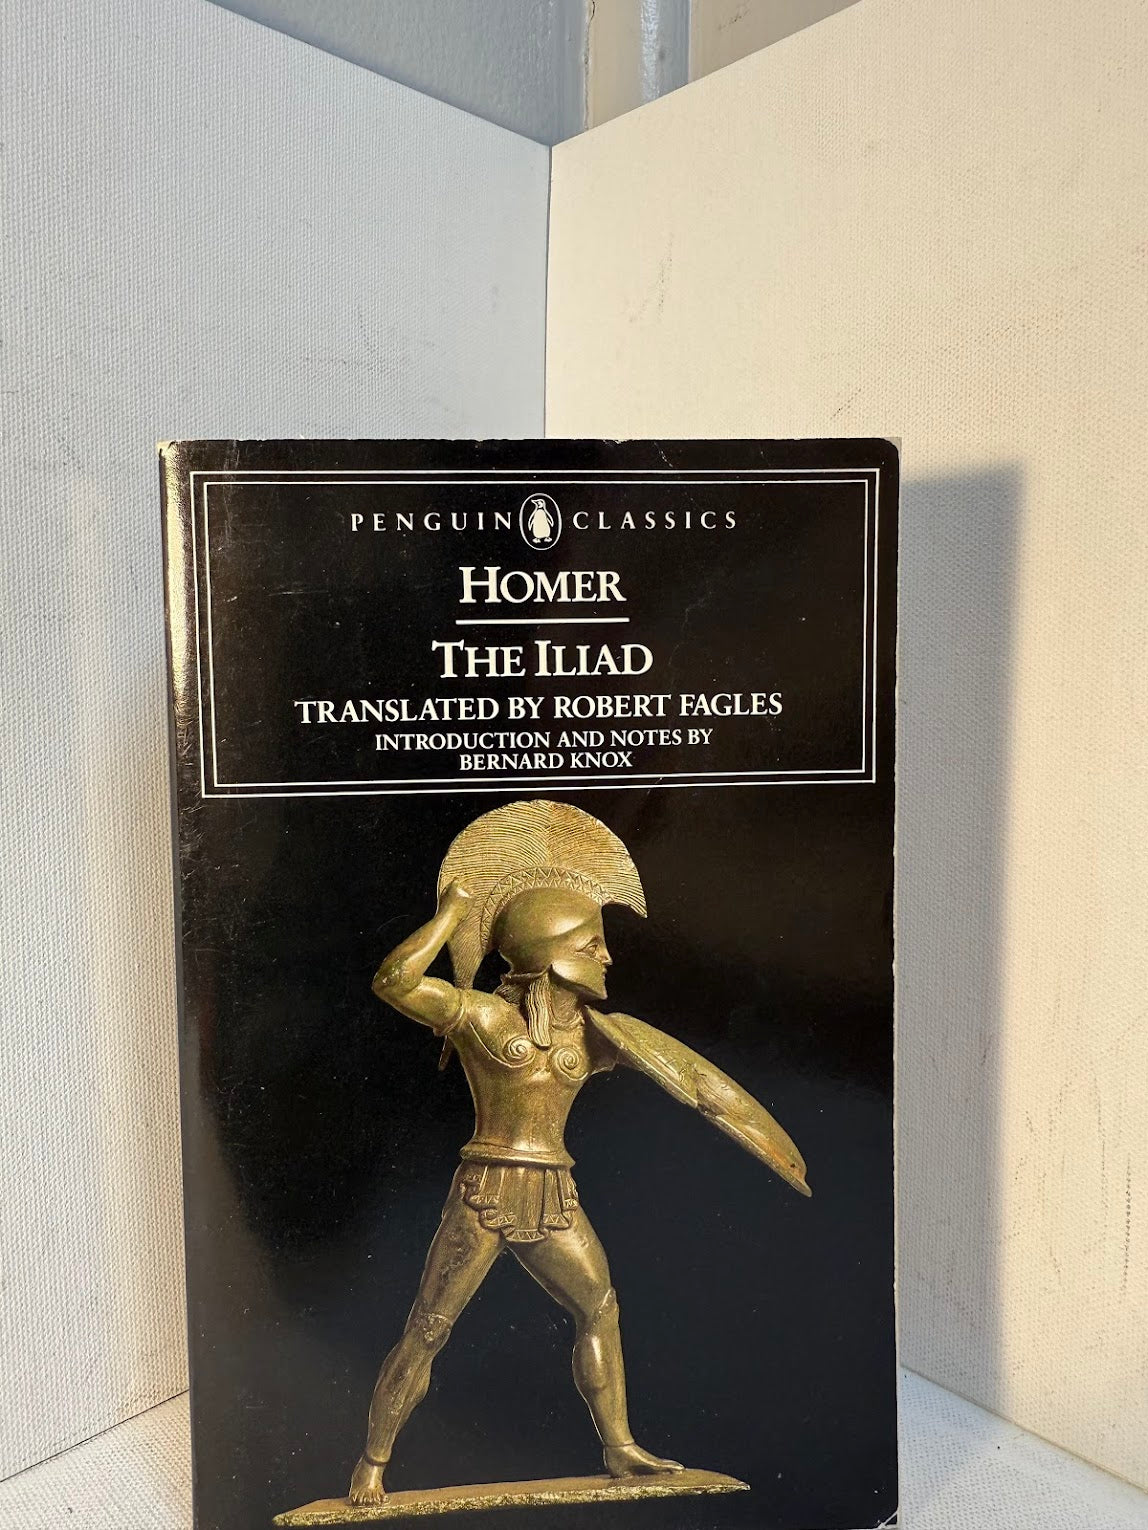 PENGUIN CLASSICS
HOMER
THE ILIAD
TRANSLATED BY ROBERT FAGLES
INTRODUCTION AND NOTES BY
BERNARD KNOX